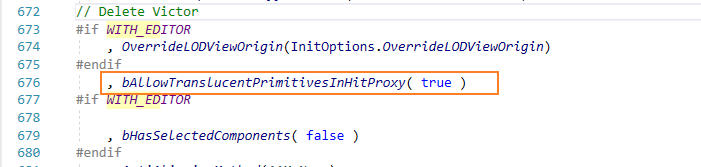 672 // Delete Victor
673 #if WITH_EDITOR
674 , OverrideLODViewOrigin(InitOptions.OverrideLODViewOrigin)
675 #endif
676 , bAllowTranslucentPrimitivesInHitProxy( true )
677 #if WITH_EDITOR
678
679 , bHasSelectedComponents( false )
680 #endif